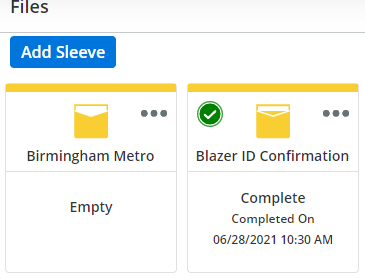 Files
Add Sleeve
Birmingham Metro
Empty
Blazer ID Confirmation
Complete
Completed On
06/28/2021 10:30 AM